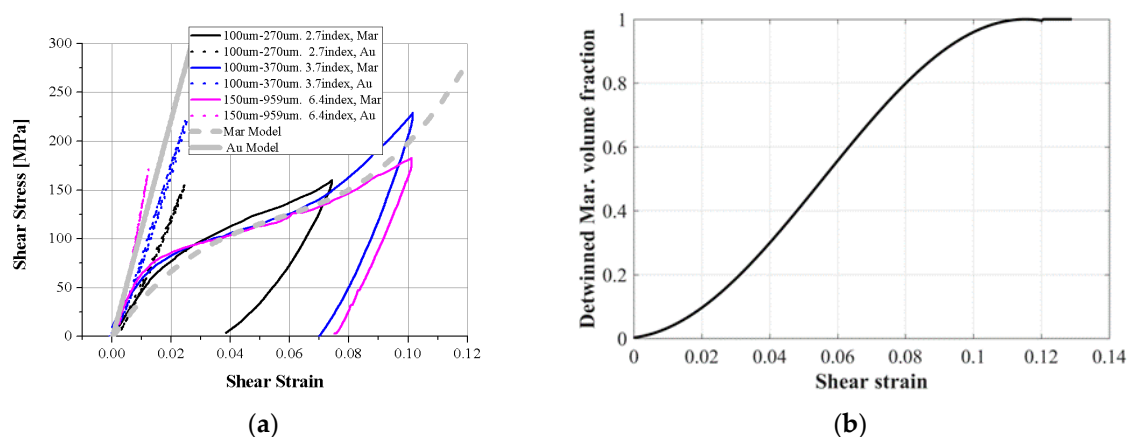 100um-270um. 2.7index, Mar
100um-270um. 2.7index, Au
100um-370um. 3.7index, Mar
100um-370um. 3.7index, Au
150um-959um. 6.4index, Mar
150um-959um. 6.4index, Au
Mar Model
Au Model
Shear Stress [MPa]
300
250
200
150
100
50
0
0.00 0.02 0.04 0.06 0.08 0.10 0.12
Shear Strain
(a)
Detwinned Mar. volume fraction
1
0.8
0.6
0.4
0.2
0
0 0.02 0.04 0.06 0.08 0.1 0.12 0.14
Shear strain
(b)